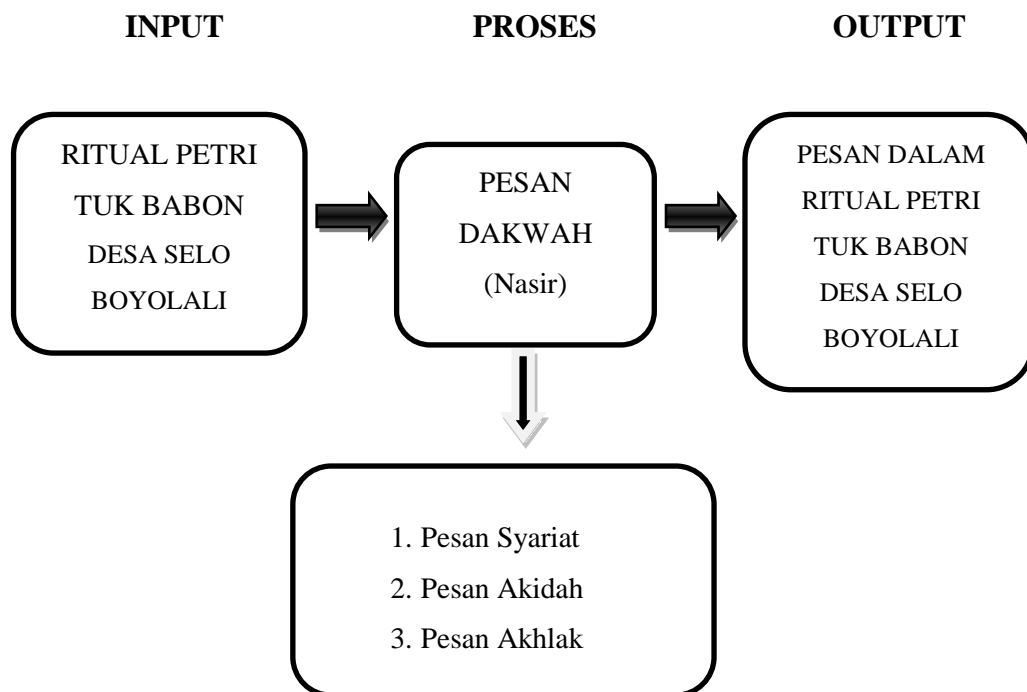 INPUT PROSES OUTPUT
RITUAL PETRI
TUK BABON
DESA SELO
BOYOLALI
PESAN
DAKWAH
(Nasir)
PESAN DALAM
RITUAL PETRI
TUK BABON
DESA SELO
BOYOLALI
1. Pesan Syariat
2. Pesan Akidah
3. Pesan Akhlak